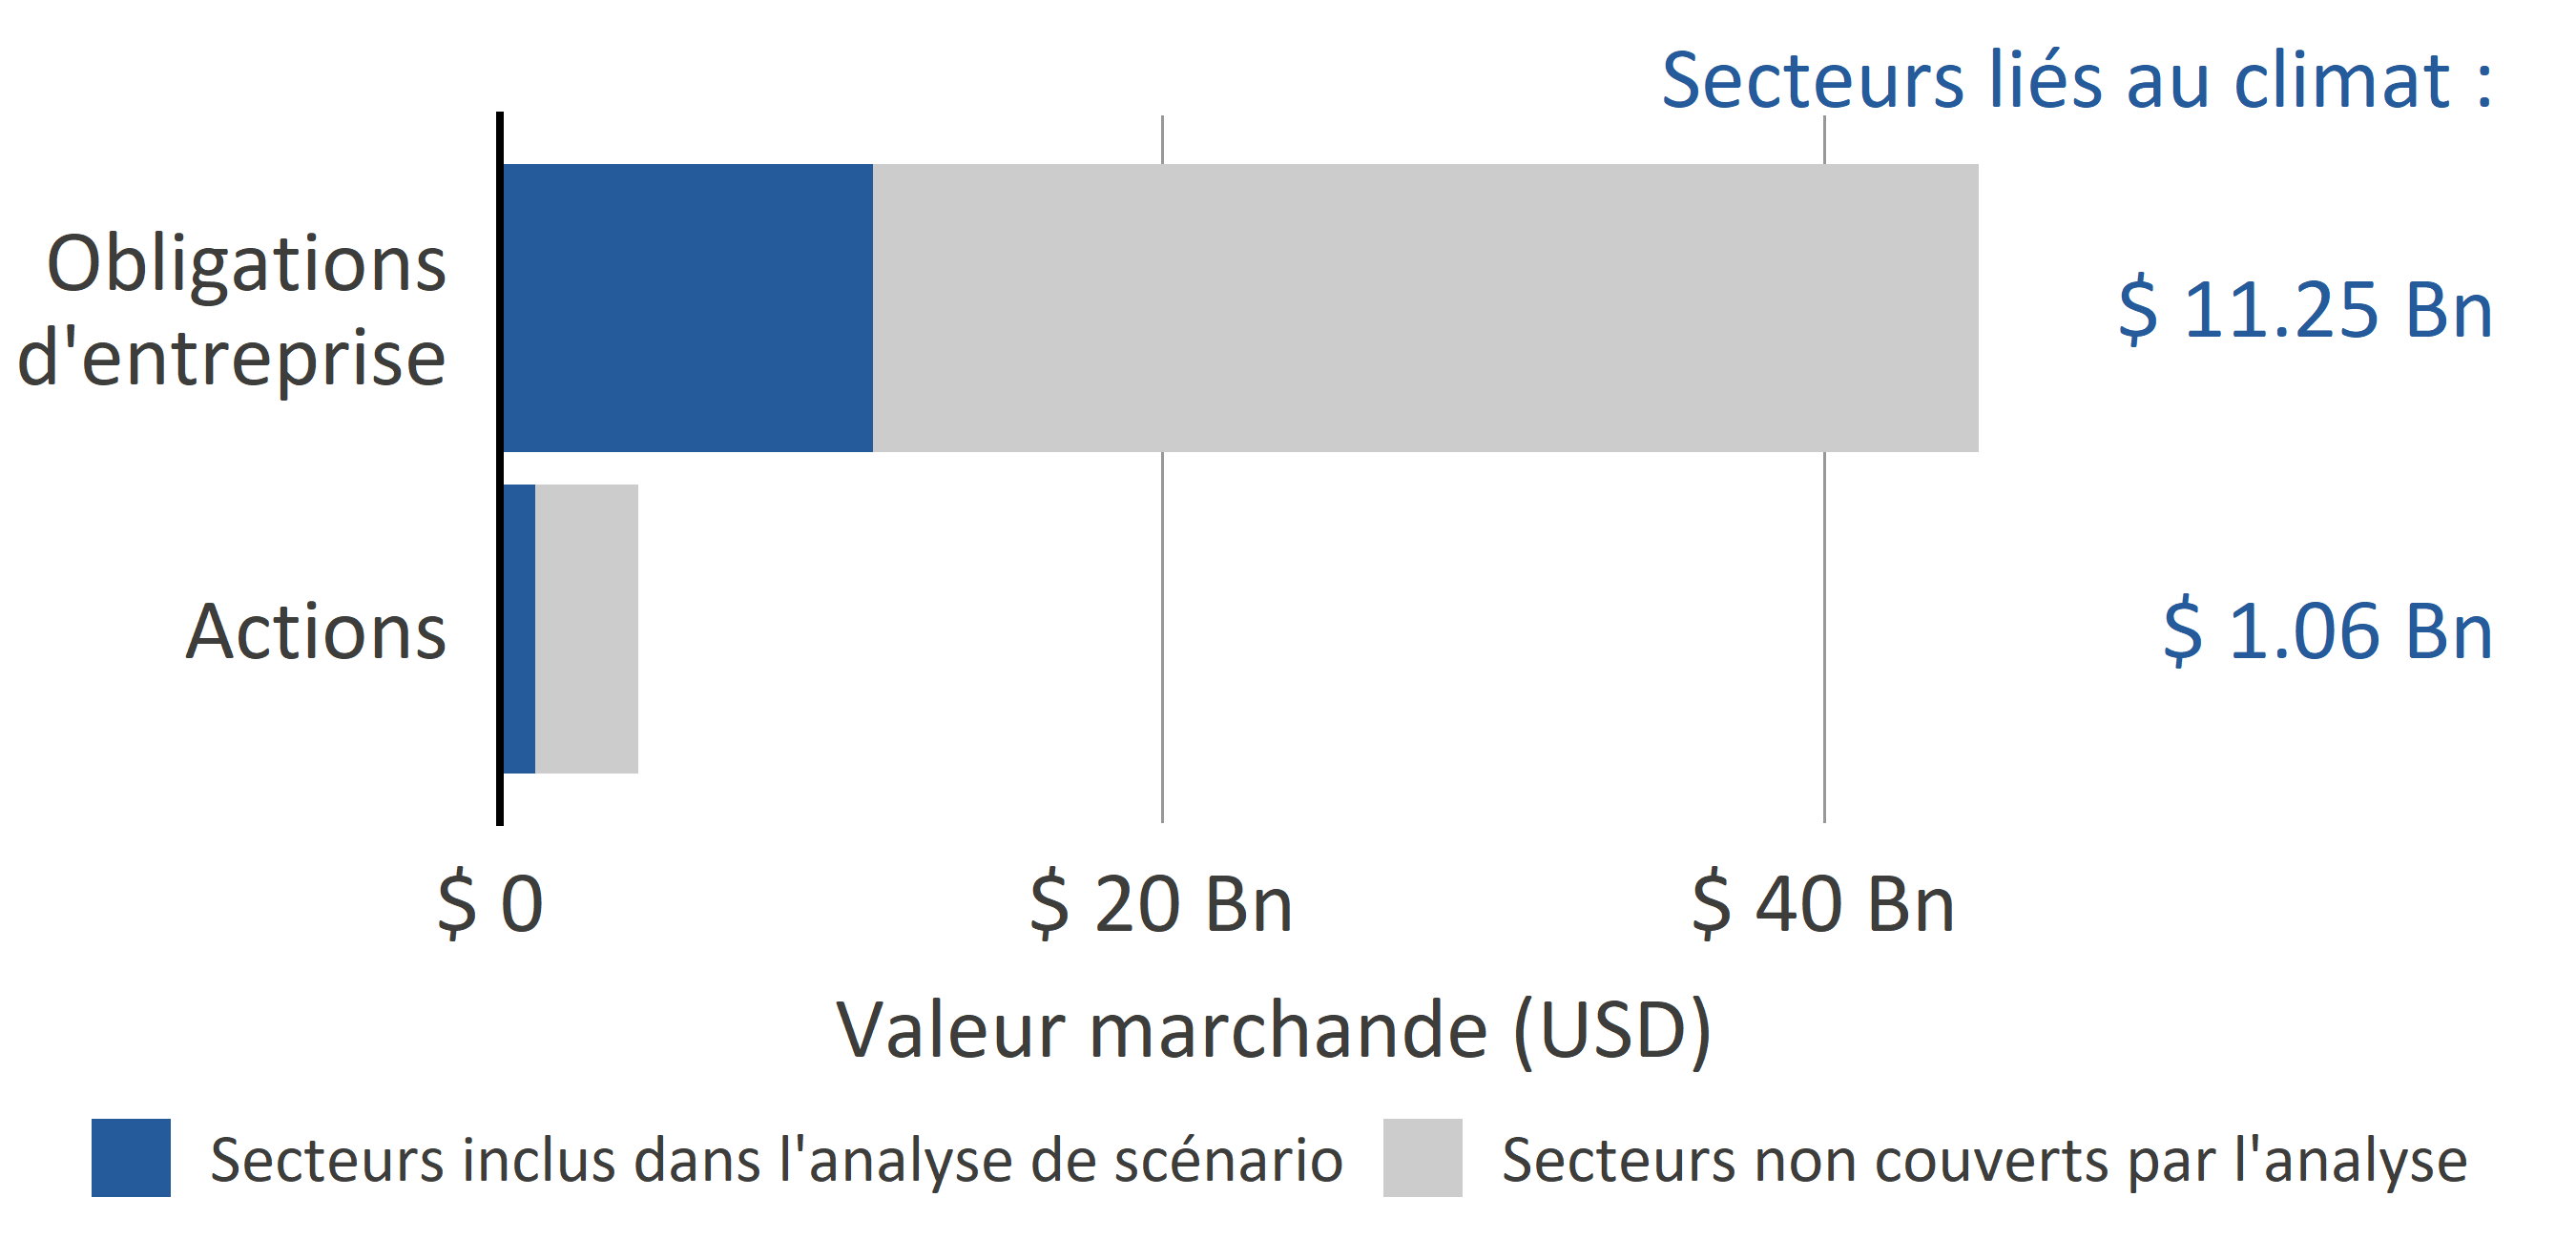 Secteurs liés au climat :
Obligations
d'entreprise
$ 11.25 Bn
Actions
$ 1.06 Bn
$ 0
$ 20 Bn
$ 40 Bn
Valeur marchande (USD)
Secteurs inclus dans l'analyse de scénario
Secteurs non couverts par l'analyse